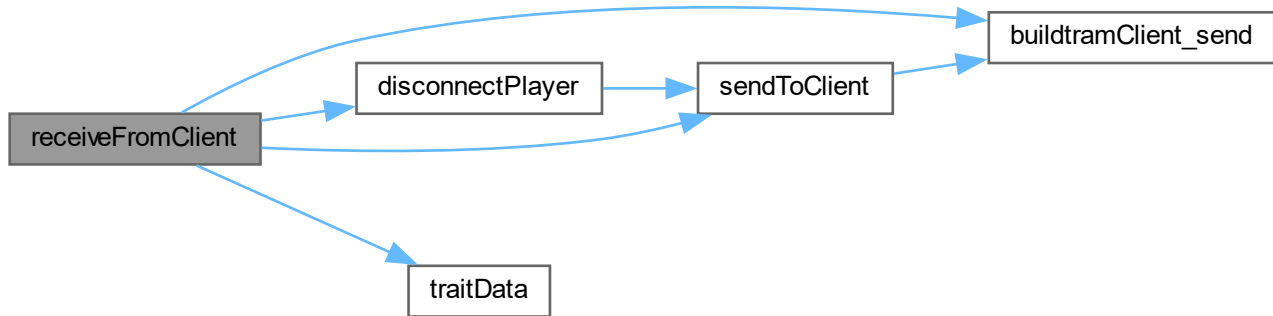 buildtramClient_send
disconnectPlayer
sendToClient
receiveFromClient
traitData